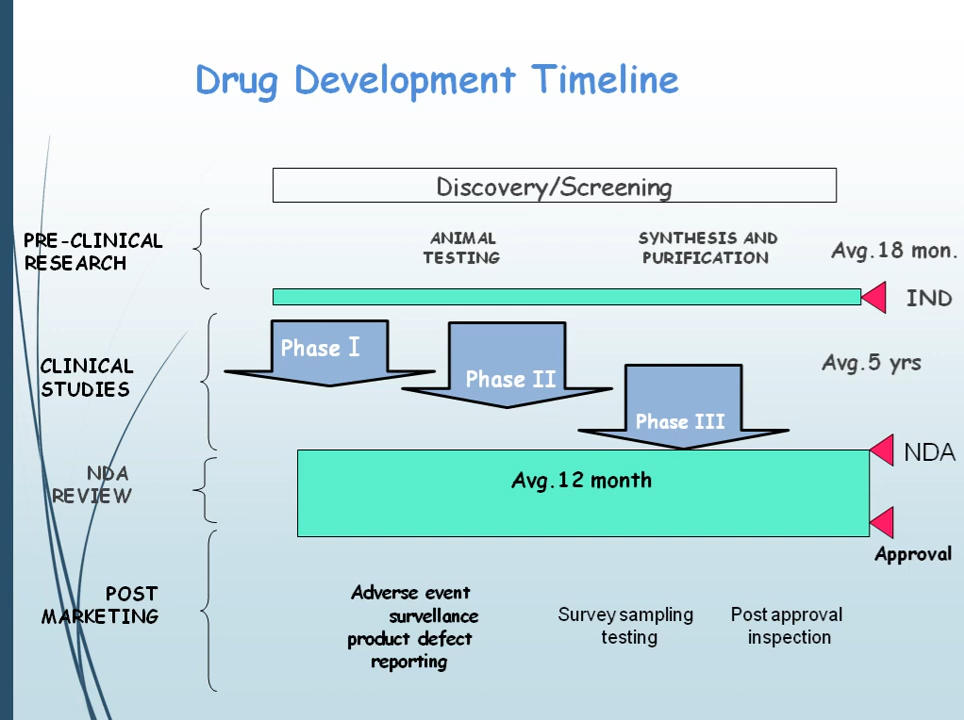 Drug Development Timeline
Discovery/Screening
PRE-CLINICAL
RESEARCH
ANIMAL
TESTING
SYNTHESIS AND
PURIFICATION
Avg.18 mon.
IND
CLINICAL
STUDIES
Phase I
Phase II
Phase III
Avg.5 yrs
NDA
NDA
REVIEW
Avg.12 month
Approval
POST
MARKETING
Adverse event
survellance
product defect
reporting
Survey sampling
testing
Post approval
inspection